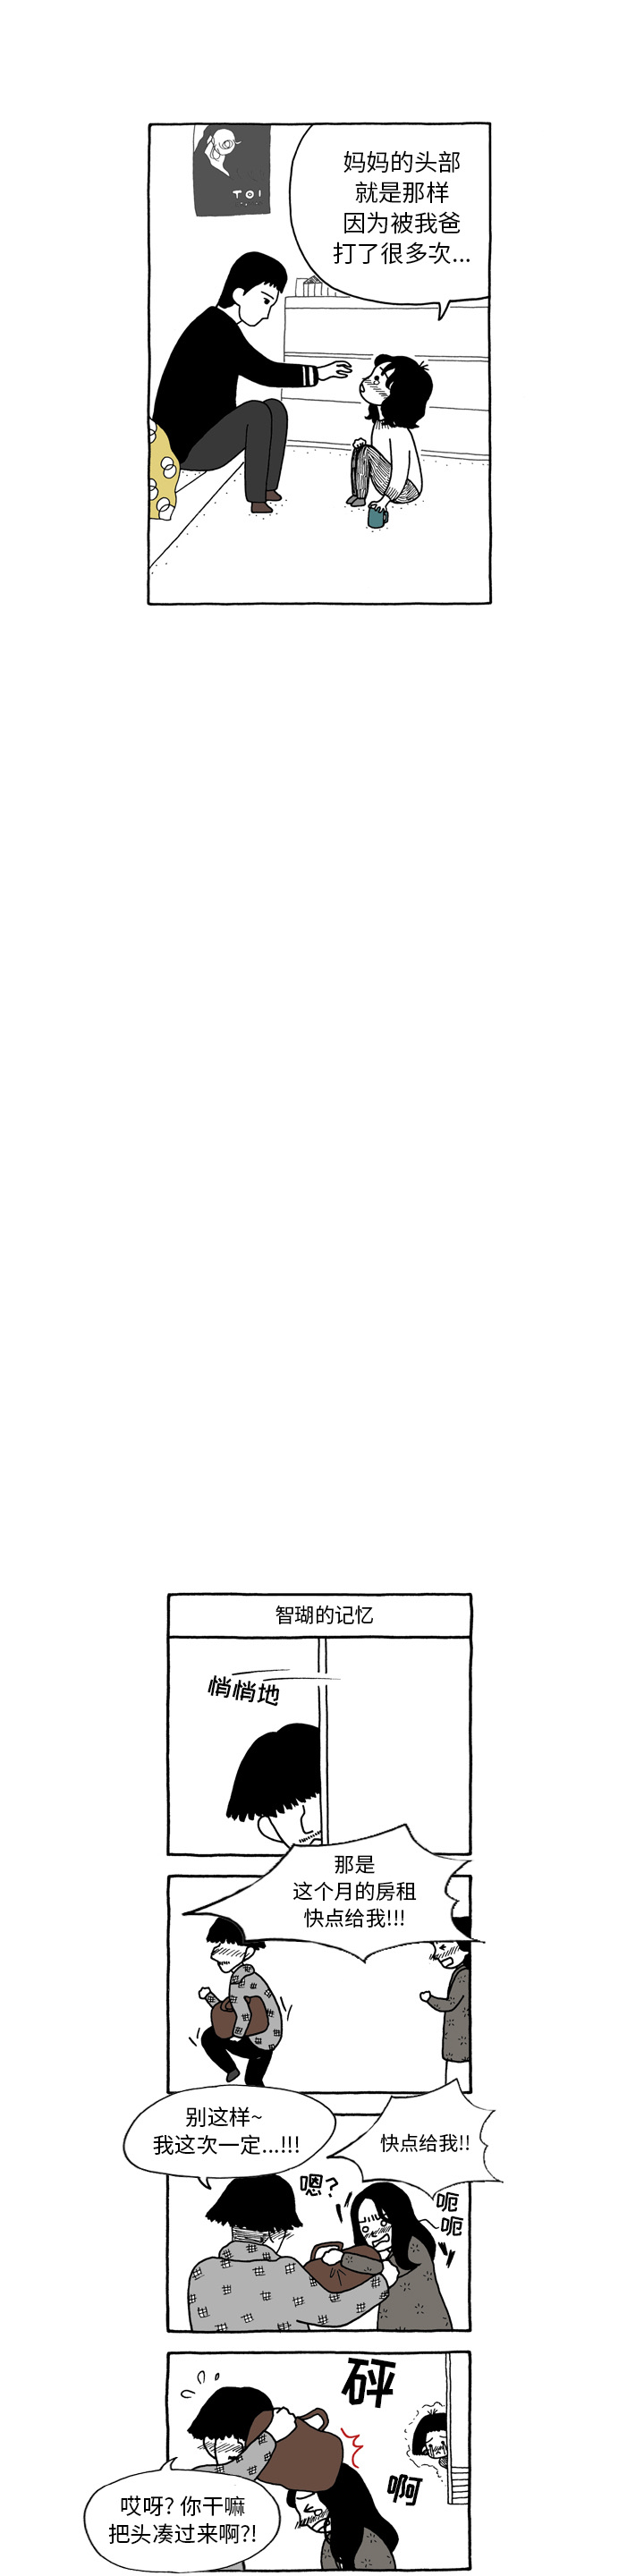 TOI
妈妈的头部
就是那样
因为被我爸
打了很多次...
智瑚的记忆
悄悄地
那是
这个月的房租
快点给我!!!
别这样~
我这次一定...!!!
快点给我!!
嗯?
呃
呃
砰
啊
哎呀? 你干嘛
把头凑过来啊?!